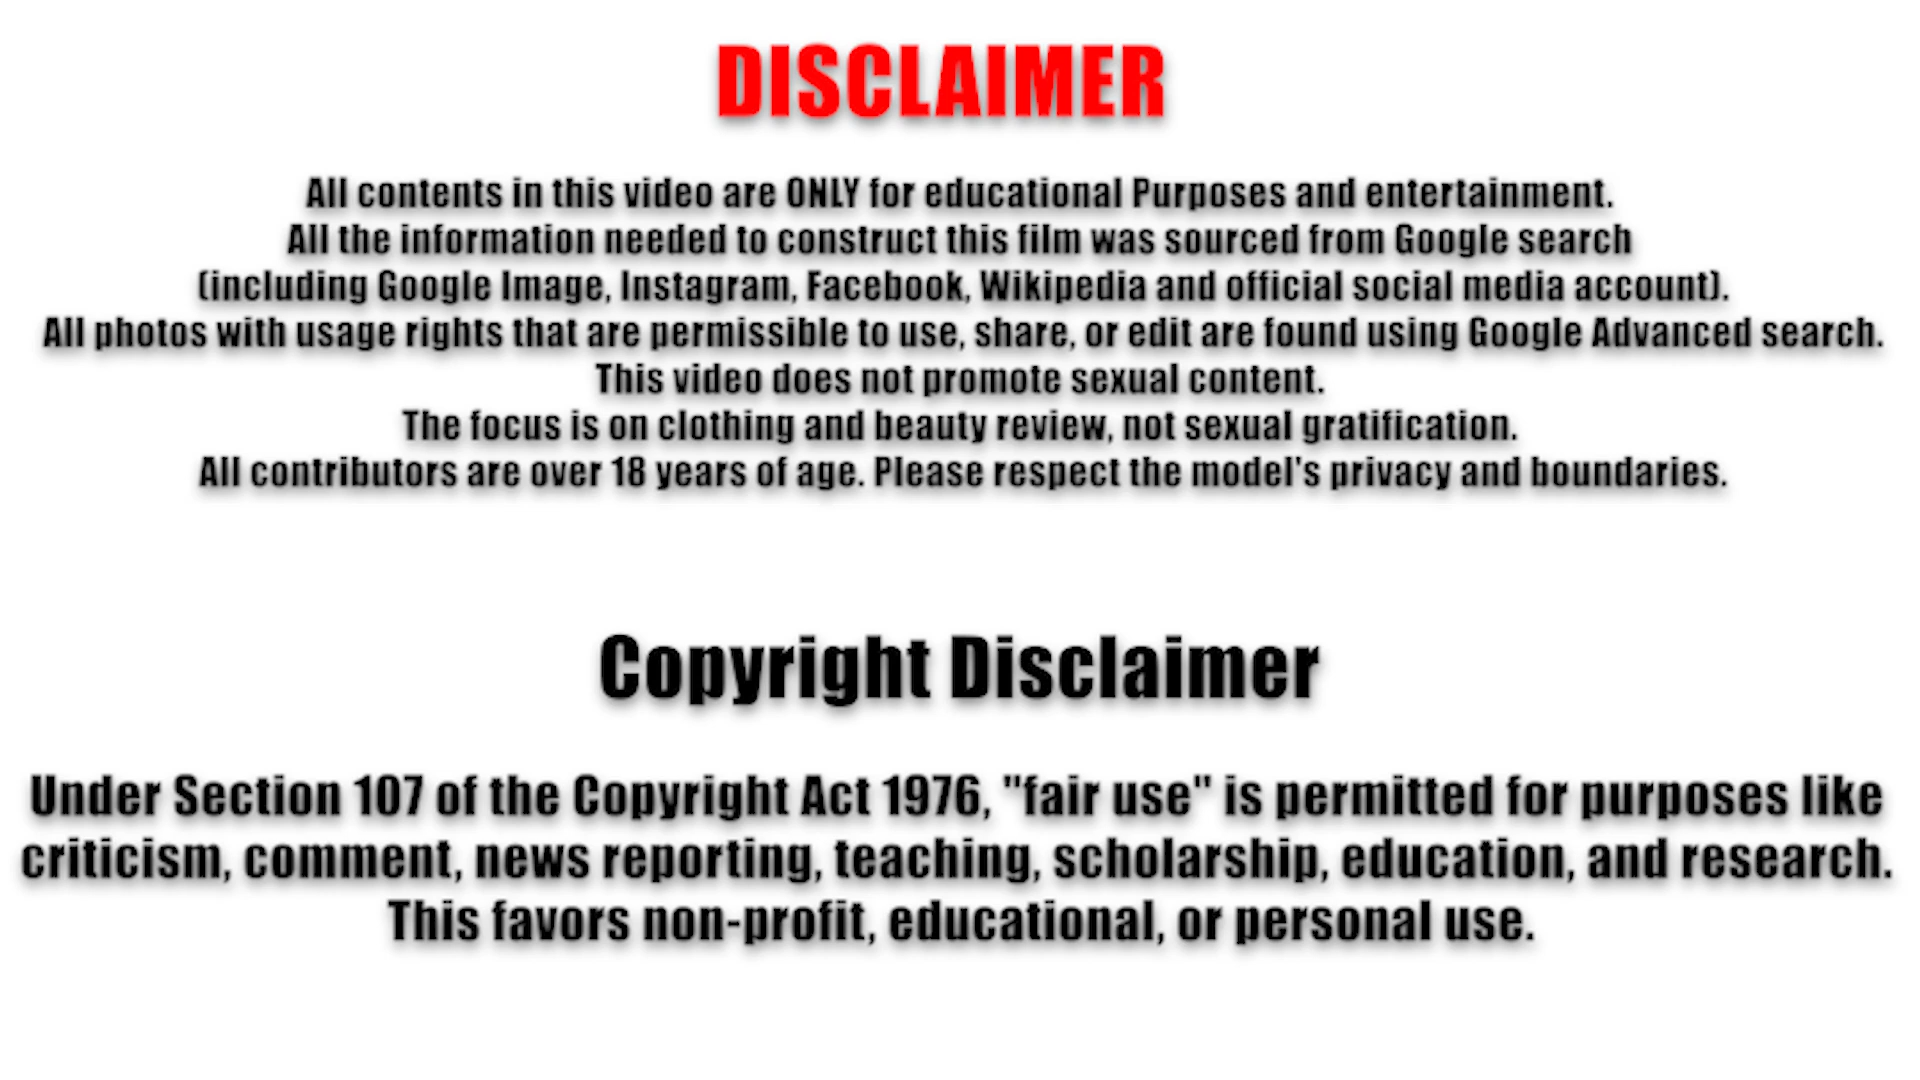 DISCLAIMER
All contents in this video are ONLY for educational Purposes and entertainment.
All the information needed to construct this film was sourced from Google search
(including Google Image, Instagram, Facebook, Wikipedia and official social media account).
All photos with usage rights that are permissible to use, share, or edit are found using Google Advanced search.
This video does not promote sexual content.
The focus is on clothing and beauty review, not sexual gratification.
All contributors are over 18 years of age. Please respect the model's privacy and boundaries.
Copyright Disclaimer
Under Section 107 of the Copyright Act 1976, "fair use" is permitted for purposes like
criticism, comment, news reporting, teaching, scholarship, education, and research.
This favors non-profit, educational, or personal use.